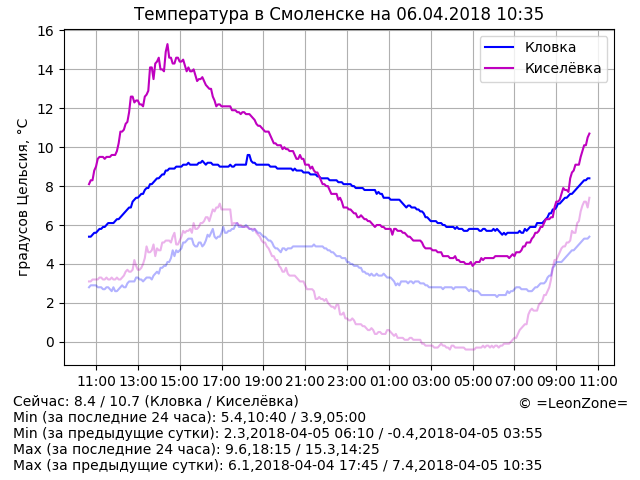 Температура в Смоленске на 06.04.2018 10:35
градусов Цельсия, °C
16
14
12
10
8
6
4
2
0
Кловка
Киселёвка
11:00 13:00 15:00 17:00 19:00 21:00 23:00 01:00 03:00 05:00 07:00 09:00 11:00
Сейчас: 8.4 / 10.7 (Кловка / Киселёвка)
© =LeonZone=
Min (за последние 24 часа): 5.4,10:40 / 3.9,05:00
Min (за предыдущие сутки): 2.3,2018-04-05 06:10 / -0.4,2018-04-05 03:55
Max (за последние 24 часа): 9.6,18:15 / 15.3,14:25
Max (за предыдущие сутки): 6.1,2018-04-04 17:45 / 7.4,2018-04-05 10:35